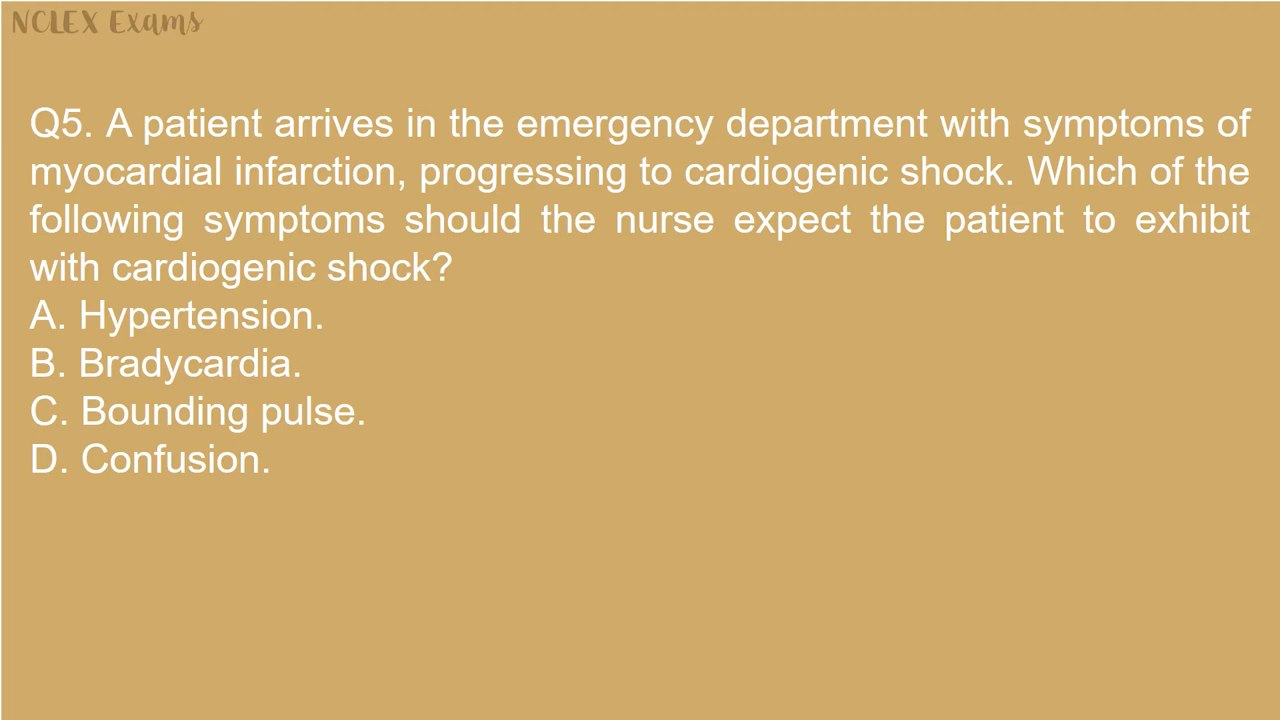 NCLEX Exams
Q5. A patient arrives in the emergency department with symptoms of
myocardial infarction, progressing to cardiogenic shock. Which of the
following symptoms should the nurse expect the patient to exhibit
with cardiogenic shock?
A. Hypertension.
B. Bradycardia.
C. Bounding pulse.
D. Confusion.